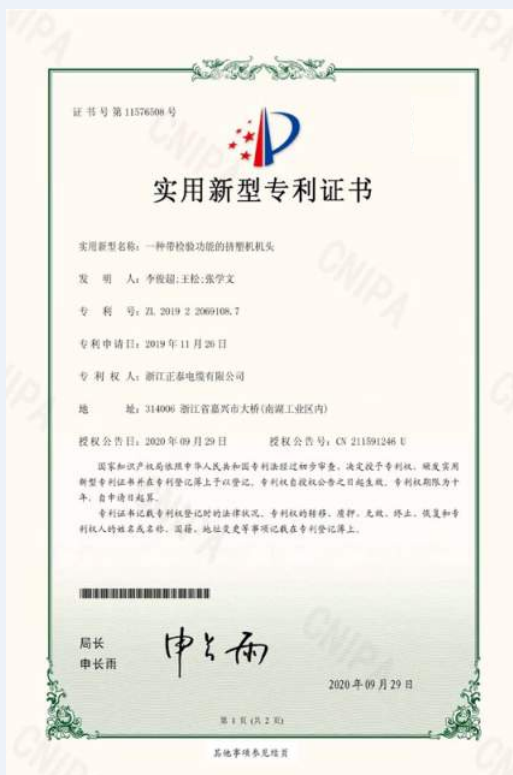 证书号第11576508号
实用新型专利证书
实用新型名称：一种带检验功能的挤塑机机头
发明人：李俊超;王松;张学文
专利号：ZL 2019 2 2069108.7
专利申请日：2019年11月26日
专利权人：浙江正泰电缆有限公司
地址：314006 浙江省嘉兴市大桥(南湖工业区内)
授权公告日：2020年09月29日 授权公告号：CN 211591246 U
国家知识产权局依照中华人民共和国专利法经过初步审查，决定授予专利权，颁发实用
新型专利证书并在专利登记簿上予以登记。专利权自授权公告之日起生效。专利权期限为十
年，自申请日起算。
专利证书记载专利权登记时的法律状况。专利权的转移、质押、无效、终止、恢复和专
利权人的姓名或名称、国籍、地址变更等事项记载在专利登记簿上。
局长
申长雨
申长雨
2020年09月29日
第 1 页 (共 2 页)
其他事项参见续页
CNIPA
CNIPA
CNIPA
CNIPA